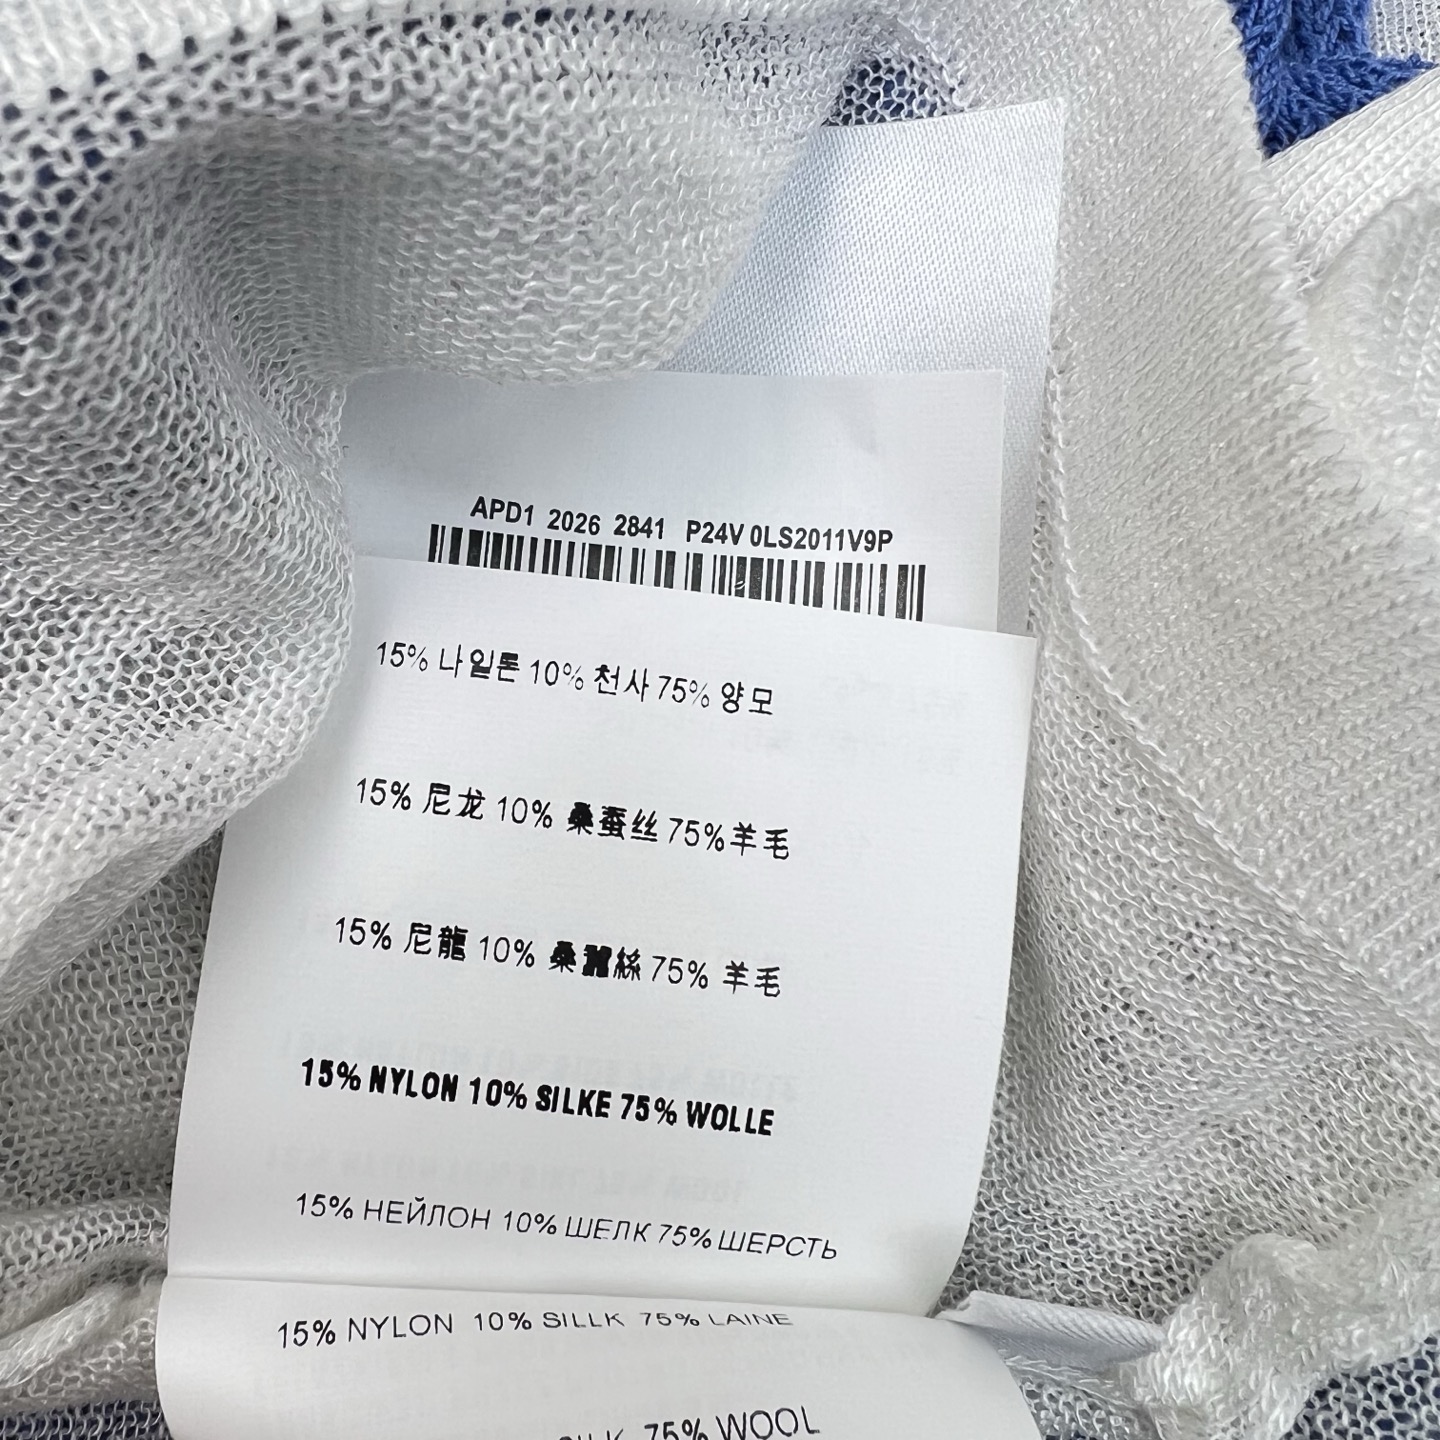 APD1 2026 2841 P24V 0LS2011V9P
15% 나일론 10% 천사 75% 양모
15% 尼龙 10% 桑蚕丝 75%羊毛
15% 尼龍 10% 桑蠶絲 75% 羊毛
15% NYLON 10% SILKE 75% WOLLE
15% НЕЙЛОН 10% ШЕЛК 75% ШЕРСТЬ
15% NYLON 10% SILLK 75% LAINE
75% WOOL